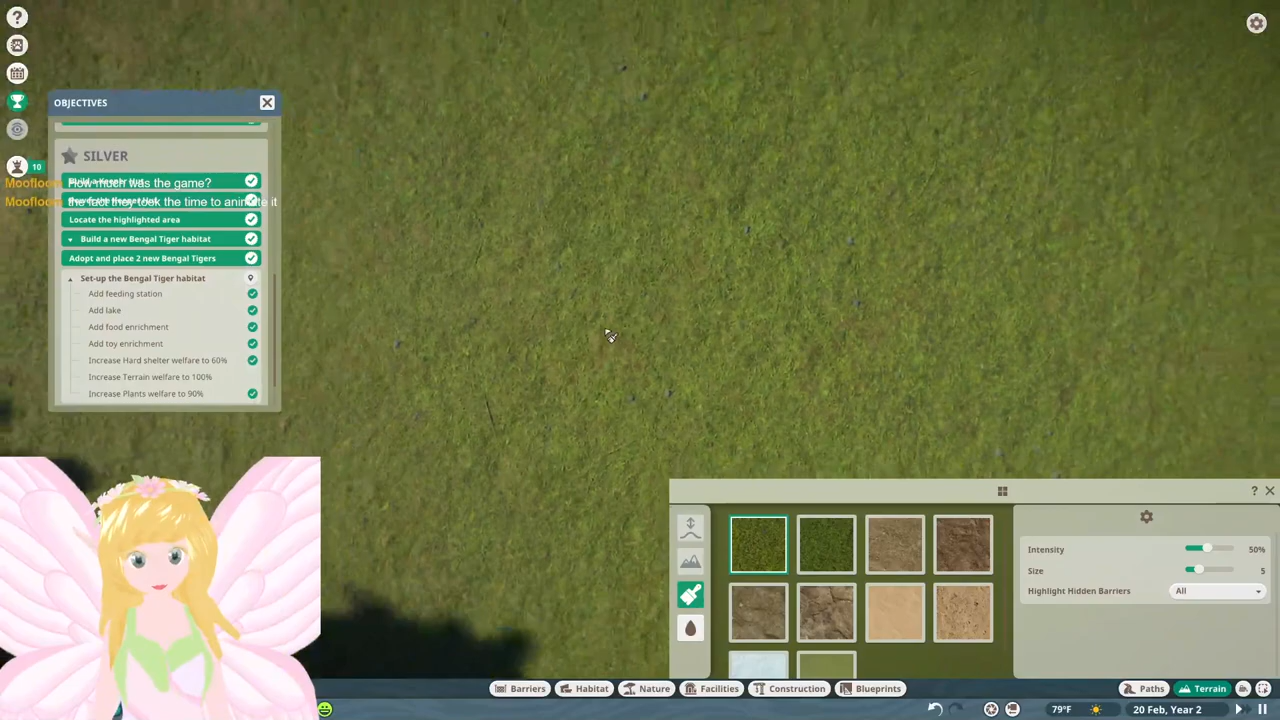 OBJECTIVES
SILVER
10
Moofloom How much was the game?
Moofloom the fact they took the time to animate it
Locate the highlighted area
Build a new Bengal Tiger habitat
Adopt and place 2 new Bengal Tigers
Set-up the Bengal Tiger habitat
Add feeding station
Add lake
Add food enrichment
Add toy enrichment
Increase Hard shelter welfare to 60%
Increase Terrain welfare to 100%
Increase Plants welfare to 90%
?
Intensity 50%
Size 5
Highlight Hidden Barriers All
Barriers Habitat Nature Facilities Construction Blueprints Paths Terrain
79°F 20 Feb, Year 2